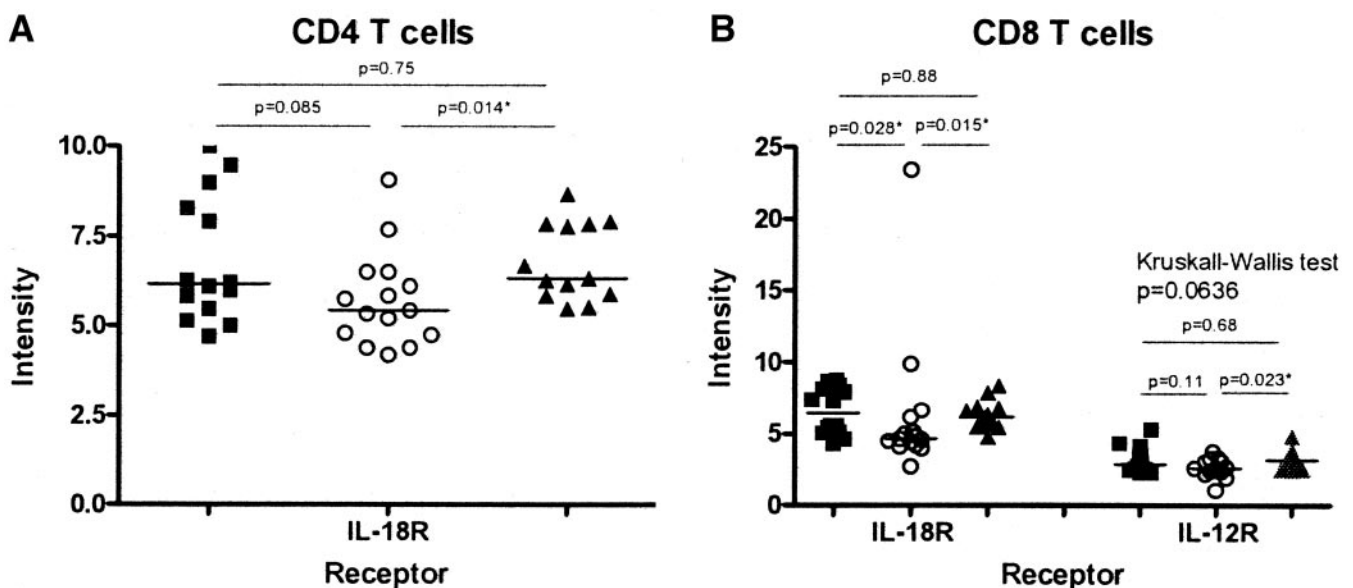 A
CD4 T cells
p=0.75
p=0.085
p=0.014*
10.0
7.5
5.0
2.5
0.0
Intensity
IL-18R
Receptor
B
CD8 T cells
p=0.88
p=0.028*
p=0.015*
25
20
15
10
5
0
Intensity
Kruskall-Wallis test
p=0.0636
p=0.68
p=0.11
p=0.023*
IL-18R
IL-12R
Receptor